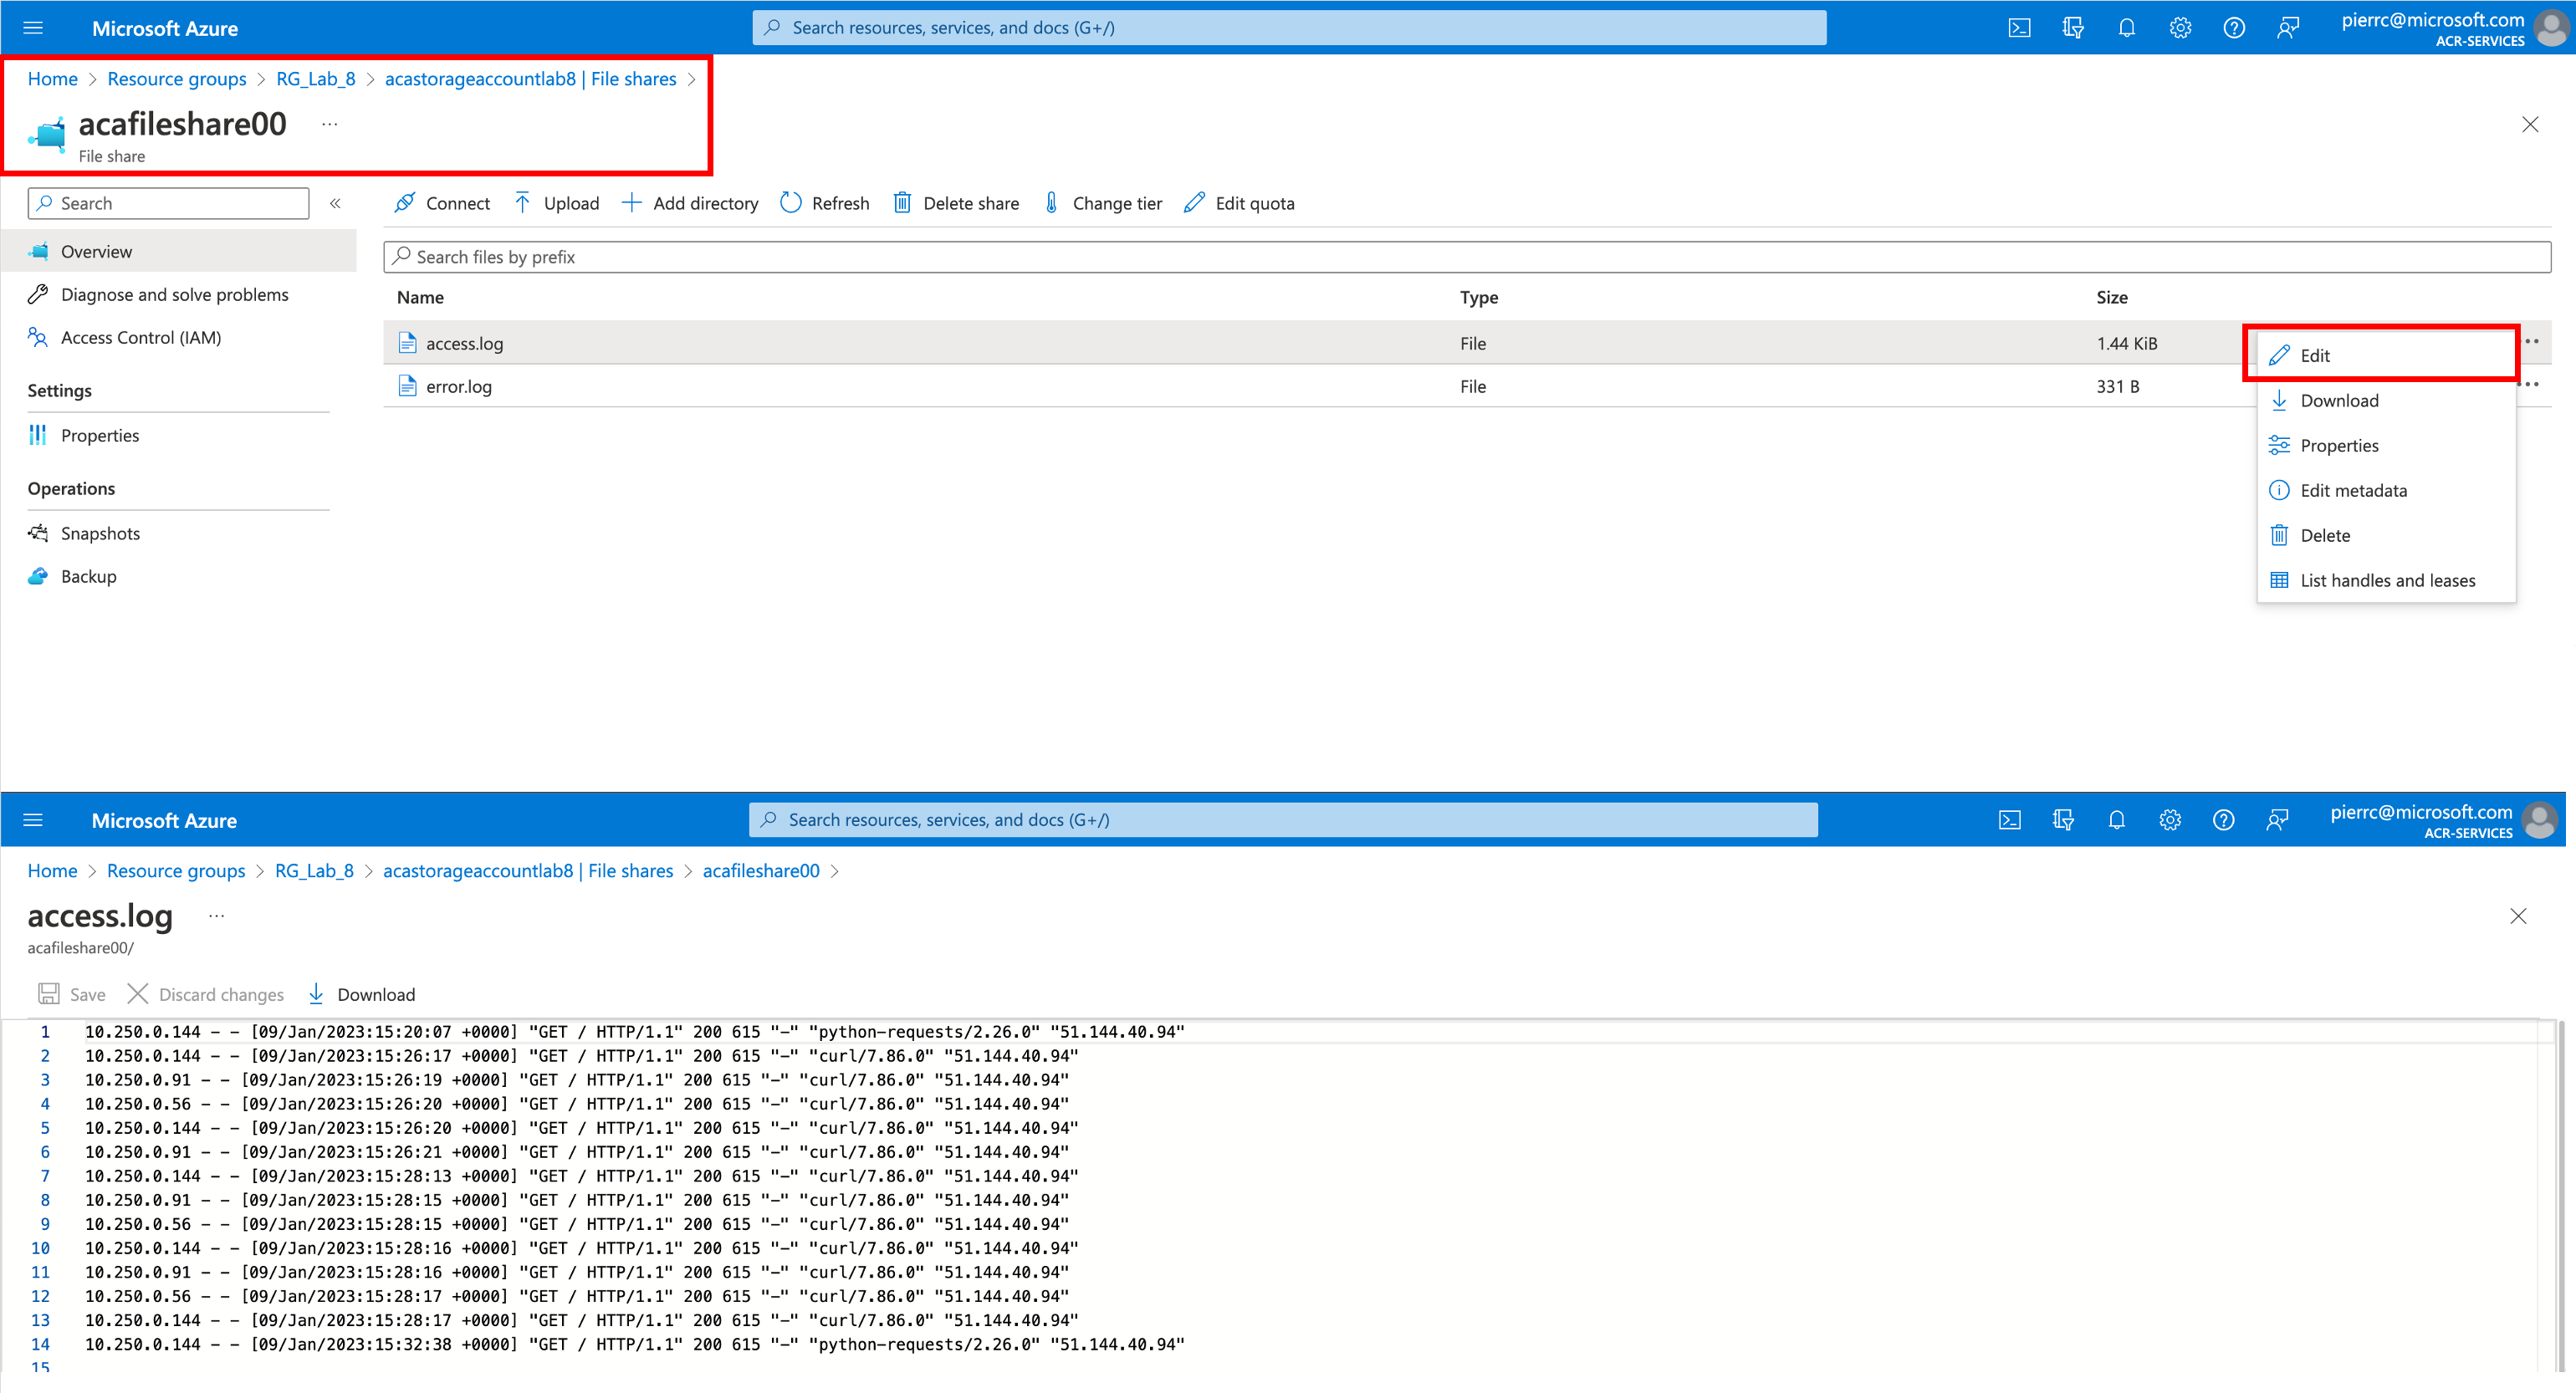 Microsoft Azure
Search resources, services, and docs (G+/)
pierrc@microsoft.com
ACR-SERVICES
Home > Resource groups > RG_Lab_8 > acastorageaccountlab8 | File shares >
acafileshare00 ...
File share
Search «
Connect Upload Add directory Refresh Delete share Change tier Edit quota
Overview
Diagnose and solve problems
Access Control (IAM)
Settings
Properties
Operations
Snapshots
Backup
Search files by prefix
Name Type Size
access.log File 1.44 KiB
error.log File 331 B
Edit
Download
Properties
Edit metadata
Delete
List handles and leases
Microsoft Azure
Search resources, services, and docs (G+/)
pierrc@microsoft.com
ACR-SERVICES
Home > Resource groups > RG_Lab_8 > acastorageaccountlab8 | File shares > acafileshare00 >
access.log ...
acafileshare00/
Save Discard changes Download
1 10.250.0.144 - - [09/Jan/2023:15:20:07 +0000] "GET / HTTP/1.1" 200 615 "-" "python-requests/2.26.0" "51.144.40.94"
2 10.250.0.144 - - [09/Jan/2023:15:26:17 +0000] "GET / HTTP/1.1" 200 615 "-" "curl/7.86.0" "51.144.40.94"
3 10.250.0.91 - - [09/Jan/2023:15:26:19 +0000] "GET / HTTP/1.1" 200 615 "-" "curl/7.86.0" "51.144.40.94"
4 10.250.0.56 - - [09/Jan/2023:15:26:20 +0000] "GET / HTTP/1.1" 200 615 "-" "curl/7.86.0" "51.144.40.94"
5 10.250.0.144 - - [09/Jan/2023:15:26:20 +0000] "GET / HTTP/1.1" 200 615 "-" "curl/7.86.0" "51.144.40.94"
6 10.250.0.91 - - [09/Jan/2023:15:26:21 +0000] "GET / HTTP/1.1" 200 615 "-" "curl/7.86.0" "51.144.40.94"
7 10.250.0.144 - - [09/Jan/2023:15:28:13 +0000] "GET / HTTP/1.1" 200 615 "-" "curl/7.86.0" "51.144.40.94"
8 10.250.0.91 - - [09/Jan/2023:15:28:15 +0000] "GET / HTTP/1.1" 200 615 "-" "curl/7.86.0" "51.144.40.94"
9 10.250.0.56 - - [09/Jan/2023:15:28:15 +0000] "GET / HTTP/1.1" 200 615 "-" "curl/7.86.0" "51.144.40.94"
10 10.250.0.144 - - [09/Jan/2023:15:28:16 +0000] "GET / HTTP/1.1" 200 615 "-" "curl/7.86.0" "51.144.40.94"
11 10.250.0.91 - - [09/Jan/2023:15:28:16 +0000] "GET / HTTP/1.1" 200 615 "-" "curl/7.86.0" "51.144.40.94"
12 10.250.0.56 - - [09/Jan/2023:15:28:17 +0000] "GET / HTTP/1.1" 200 615 "-" "curl/7.86.0" "51.144.40.94"
13 10.250.0.144 - - [09/Jan/2023:15:28:17 +0000] "GET / HTTP/1.1" 200 615 "-" "curl/7.86.0" "51.144.40.94"
14 10.250.0.144 - - [09/Jan/2023:15:32:38 +0000] "GET / HTTP/1.1" 200 615 "-" "python-requests/2.26.0" "51.144.40.94"
15